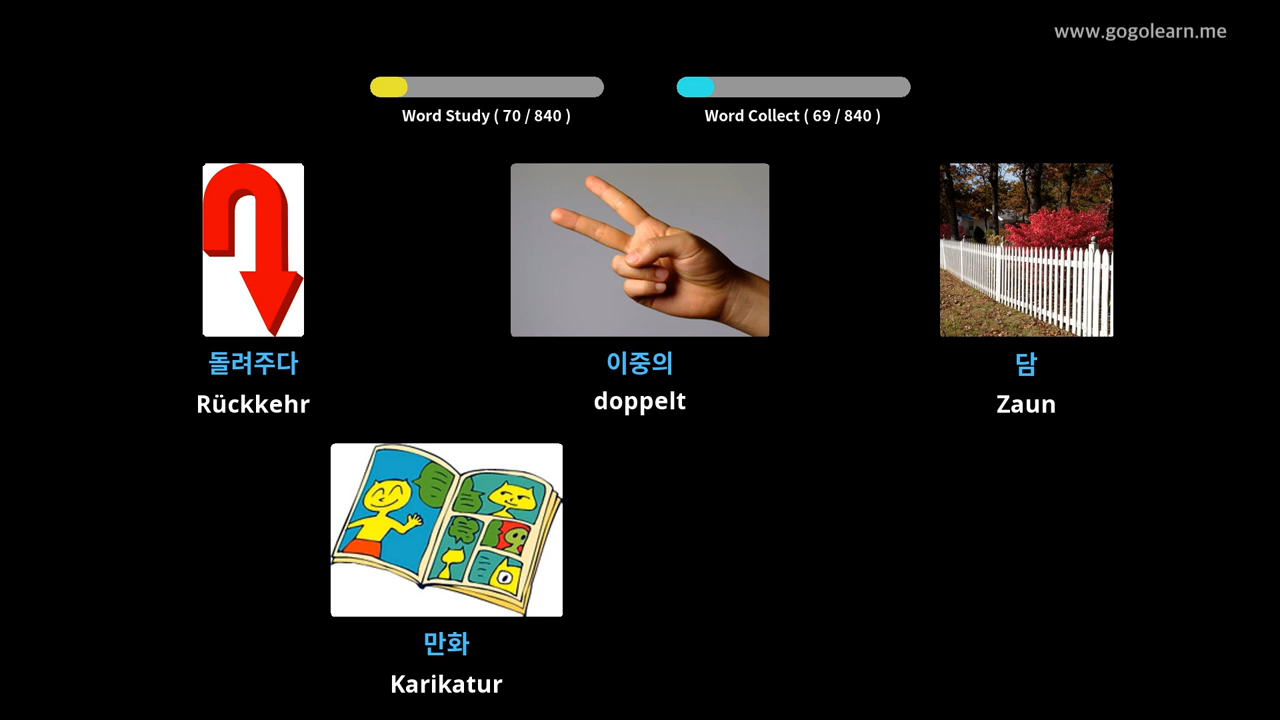 www.gogolearn.me
Word Study ( 70 / 840 )
Word Collect ( 69 / 840 )
돌려주다
Rückkehr
이중의
doppelt
담
Zaun
만화
Karikatur